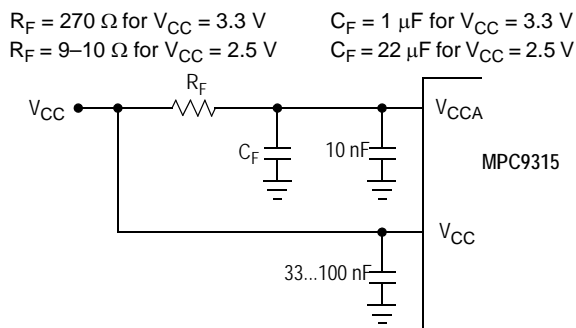 R_F = 270 Ω for V_CC = 3.3 V
C_F = 1 μF for V_CC = 3.3 V
R_F = 9–10 Ω for V_CC = 2.5 V
C_F = 22 μF for V_CC = 2.5 V
R_F
V_CC
V_CCA
C_F
10 nF
MPC9315
V_CC
33...100 nF